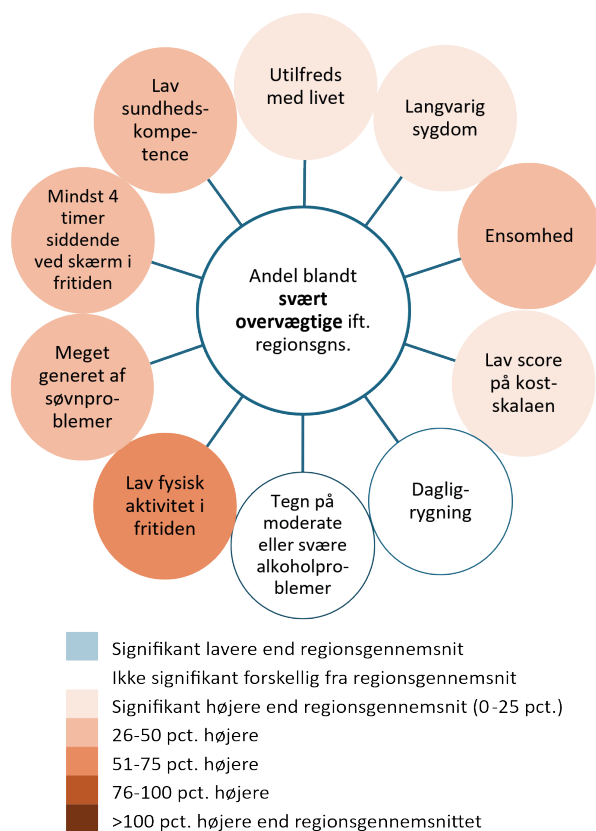 Utilfreds
med livet
Langvarig
sygdom
Ensomhed
Lav score
på kost-
skalaen
Daglig-
rygning
Tegn på
moderate
eller svære
alkoholpro-
blemer
Lav fysisk
aktivitet i
fritiden
Meget
generet af
søvnpro-
blemer
Mindst 4
timer
siddende
ved skærm i
fritiden
Lav
sundheds-
kompe-
tence
Andel blandt
svært
overvægtige ift.
regionsgns.
Signifikant lavere end regionsgennemsnit
Ikke signifikant forskellig fra regionsgennemsnit
Signifikant højere end regionsgennemsnit (0-25 pct.)
26-50 pct. højere
51-75 pct. højere
76-100 pct. højere
>100 pct. højere end regionsgennemsnittet